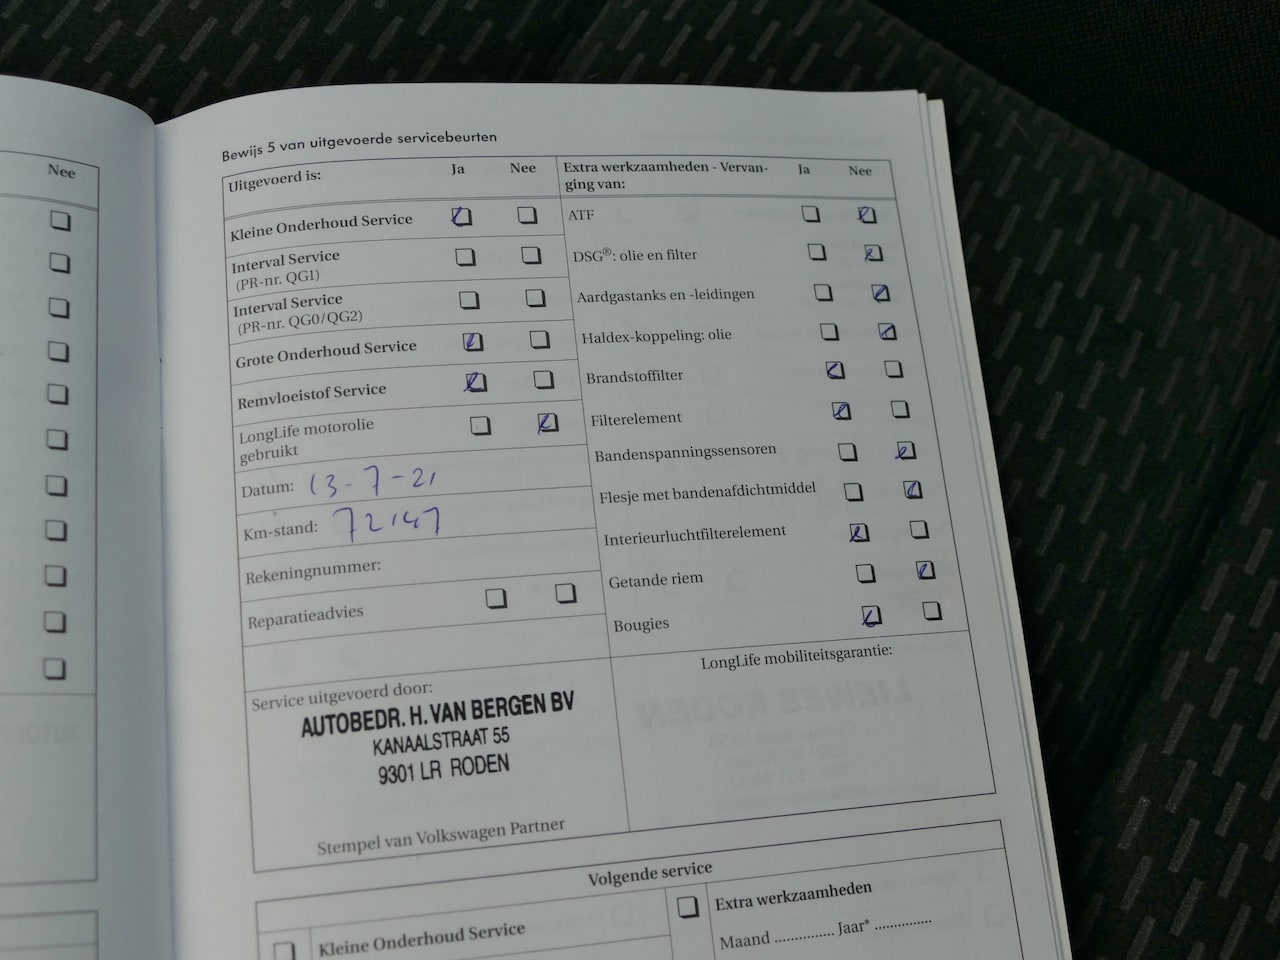 Nee
Bewijs 5 van uitgevoerde servicebeurten
Uitgevoerd is: Ja Nee
Kleine Onderhoud Service
Interval Service
(PR-nr. QG1)
Interval Service
(PR-nr. QG0/QG2)
Grote Onderhoud Service
Remvloeistof Service
LongLife motorolie
gebruikt
Datum: 13-7-21
Km-stand: 72147
Rekeningnummer:
Reparatieadvies
Extra werkzaamheden - Vervan-
ging van: Ja Nee
ATF
DSG®: olie en filter
Aardgastanks en -leidingen
Haldex-koppeling: olie
Brandstoffilter
Filterelement
Bandenspanningssensoren
Flesje met bandenafdichtmiddel
Interieurluchtfilterelement
Getande riem
Bougies
Service uitgevoerd door:
AUTOBEDR. H. VAN BERGEN BV
KANAALSTRAAT 55
9301 LR RODEN
Stempel van Volkswagen Partner
LongLife mobiliteitsgarantie:
Volgende service
Kleine Onderhoud Service
Extra werkzaamheden
Maand .............. Jaar* ..............